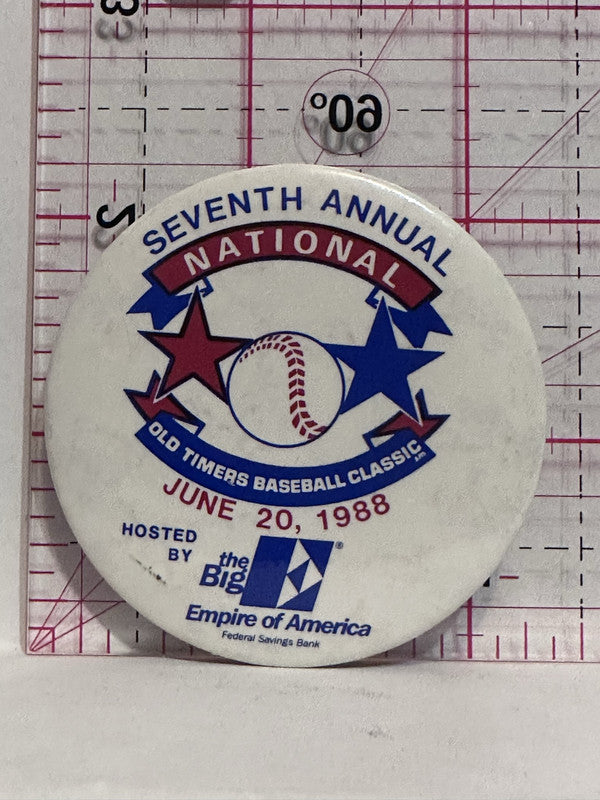 60°
SEVENTH ANNUAL
NATIONAL
OLD TIMERS BASEBALL CLASSIC
JUNE 20, 1988
HOSTED
BY
the
Big E ®
Empire of America
Federal Savings Bank